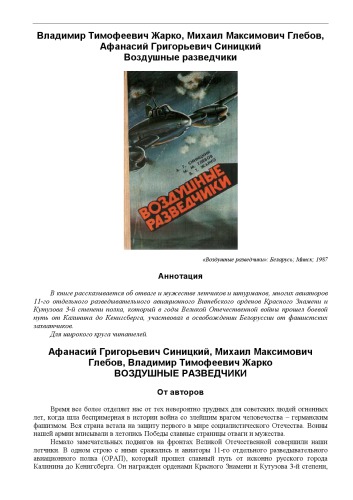 Владимир Тимофеевич Жарко, Михаил Максимович Глебов,
Афанасий Григорьевич Синицкий
Воздушные разведчики
А. Г. СИНИЦКИЙ
М. М. ГЛЕБОВ
В. Т. ЖАРКО
ВОЗДУШНЫЕ
РАЗВЕДЧИКИ
«Воздушные разведчики»: Беларусь; Минск; 1987
Аннотация
В книге рассказывается об отваге и мужестве летчиков и штурманов, многих авиаторов
11-го отдельного разведывательного авиационного Витебского орденов Красного Знамени и
Кутузова 3-й степени полка, который в годы Великой Отечественной войны прошел боевой
путь от Калинина до Кенигсберга, участвовал в освобождении Белоруссии от фашистских
захватчиков.
Для широкого круга читателей.
Афанасий Григорьевич Синицкий, Михаил Максимович
Глебов, Владимир Тимофеевич Жарко
ВОЗДУШНЫЕ РАЗВЕДЧИКИ
От авторов
Время все более отделяет нас от тех невероятно трудных для советских людей огненных
лет, когда шла беспримерная в истории война со злейшим врагом человечества – германским
фашизмом. Вся страна встала на защиту первого в мире социалистического Отечества. Воины
нашей армии вписывали в летопись Победы славные страницы отваги и мужества.
Немало замечательных подвигов на фронтах Великой Отечественной совершили наши
летчики. В одном строю с ними сражались и авиаторы 11-го отдельного разведывательного
авиационного полка (ОРАП), который прошел славный путь от исконно русского города
Калинина до Кенигсберга. Он награжден орденами Красного Знамени и Кутузова 3-й степени,